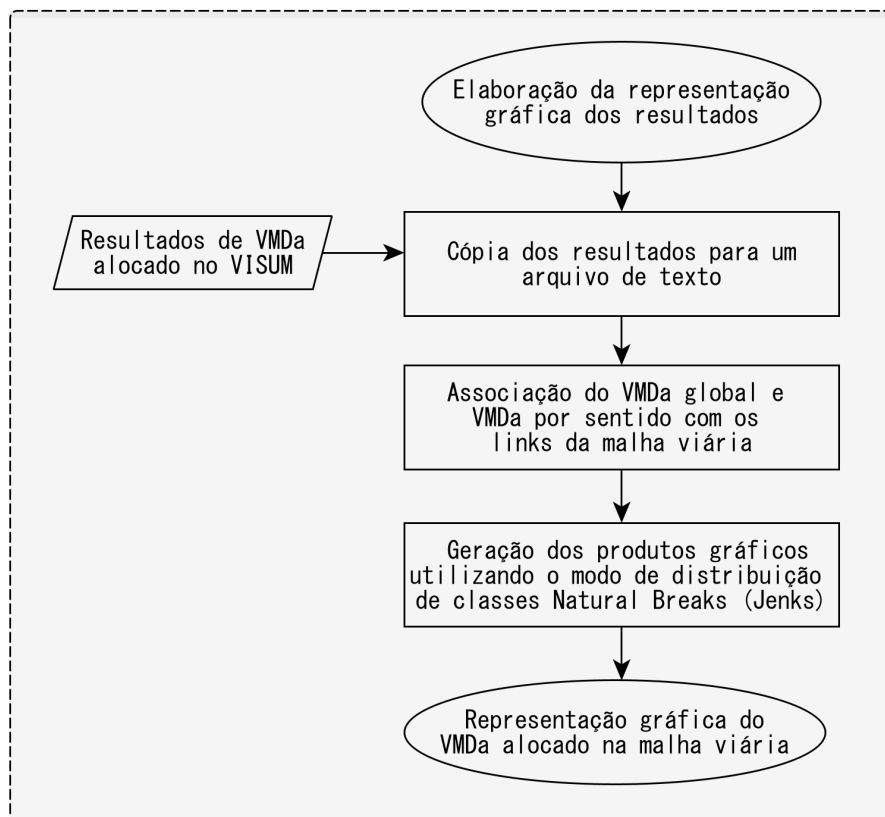 Elaboração da representação
gráfica dos resultados
Resultados de VMDa
alocado no VISUM
Cópia dos resultados para um
arquivo de texto
Associação do VMDa global e
VMDa por sentido com os
links da malha viária
Geração dos produtos gráficos
utilizando o modo de distribuição
de classes Natural Breaks (Jenks)
Representação gráfica do
VMDa alocado na malha viária